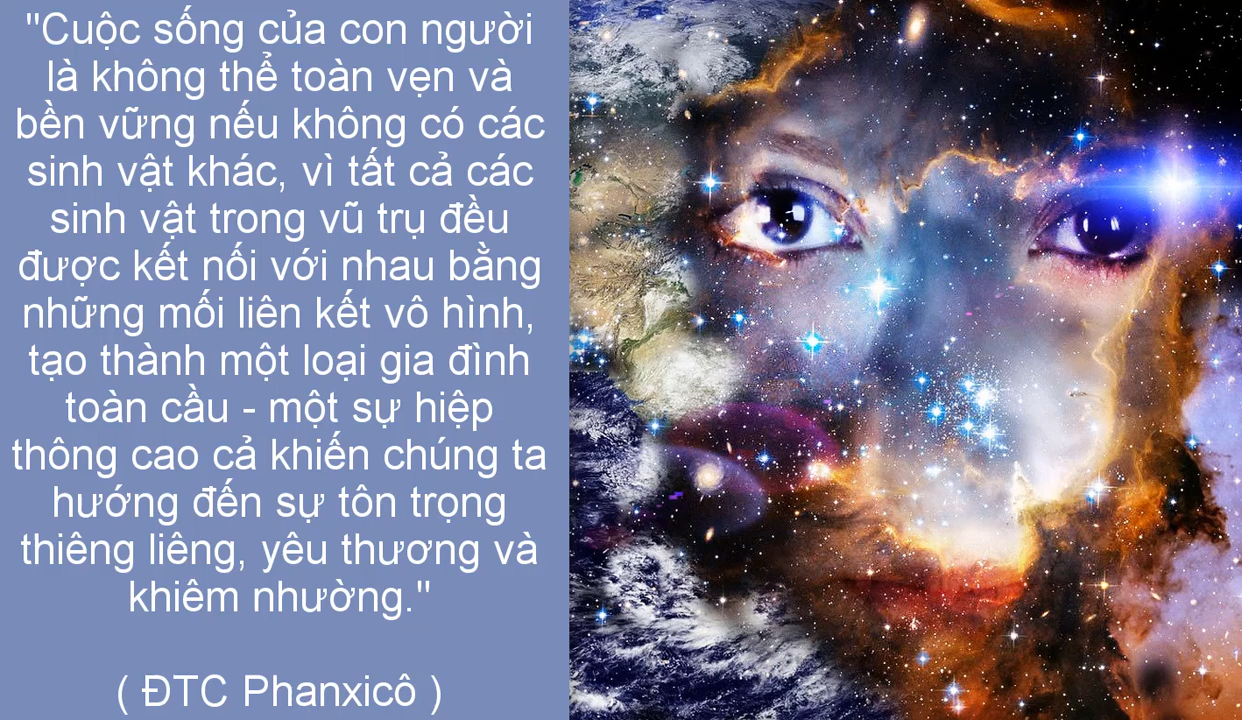 "Cuộc sống của con người
là không thể toàn vẹn và
bền vững nếu không có các
sinh vật khác, vì tất cả các
sinh vật trong vũ trụ đều
được kết nối với nhau bằng
những mối liên kết vô hình,
tạo thành một loại gia đình
toàn cầu - một sự hiệp
thông cao cả khiến chúng ta
hướng đến sự tôn trọng
thiêng liêng, yêu thương và
khiêm nhường."
( ĐTC Phanxicô )